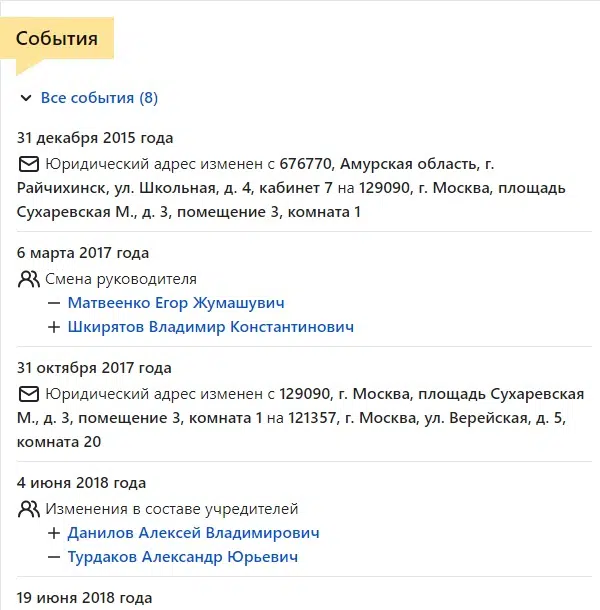 События
Все события (8)
31 декабря 2015 года
Юридический адрес изменен с 676770, Амурская область, г.
Райчихинск, ул. Школьная, д. 4, кабинет 7 на 129090, г. Москва, площадь
Сухаревская М., д. 3, помещение 3, комната 1
6 марта 2017 года
Смена руководителя
— Матвеенко Егор Жумашувич
+ Шкирятов Владимир Константинович
31 октября 2017 года
Юридический адрес изменен с 129090, г. Москва, площадь Сухаревская
М., д. 3, помещение 3, комната 1 на 121357, г. Москва, ул. Верейская, д. 5,
комната 20
4 июня 2018 года
Изменения в составе учредителей
+ Данилов Алексей Владимирович
— Турдаков Александр Юрьевич
19 июня 2018 года